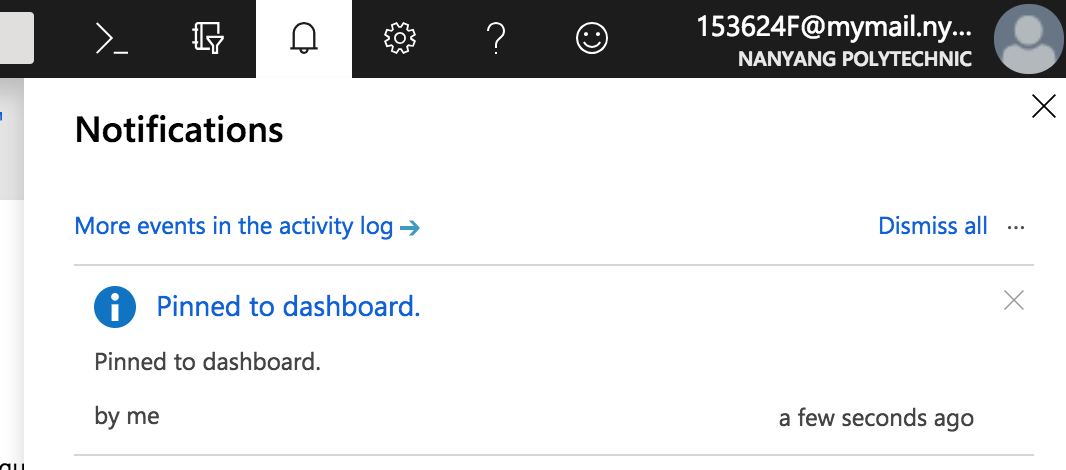 153624F@mymail.ny...
NANYANG POLYTECHNIC
Notifications
More events in the activity log →
Dismiss all ...
Pinned to dashboard.
Pinned to dashboard.
by me
a few seconds ago